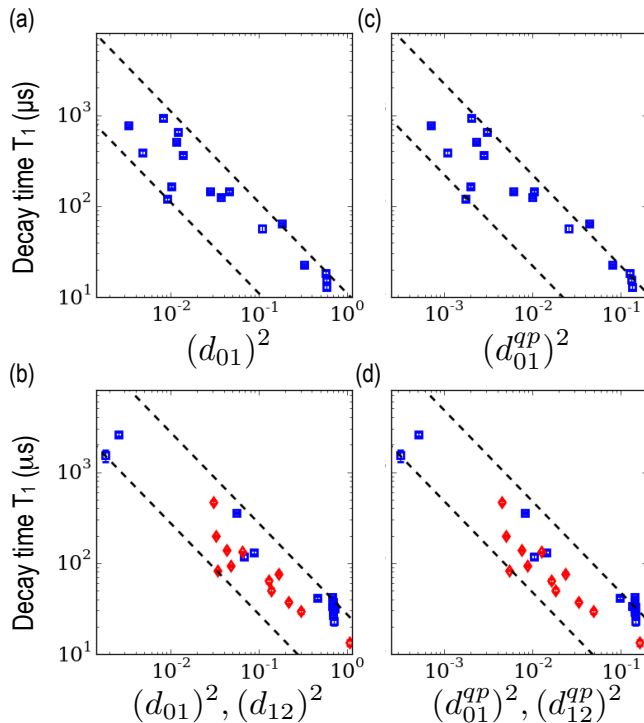 (a)
(c)
Decay time T₁ (μs)
10³
10²
10¹
10⁻² 10⁻¹ 10⁰
10⁻³ 10⁻² 10⁻¹
(d₀₁)²
(d₀₁^{qp})²
(b)
(d)
Decay time T₁ (μs)
10³
10²
10¹
10⁻² 10⁻¹ 10⁰
10⁻³ 10⁻² 10⁻¹
(d₀₁)², (d₁₂)²
(d₀₁^{qp})², (d₁₂^{qp})²